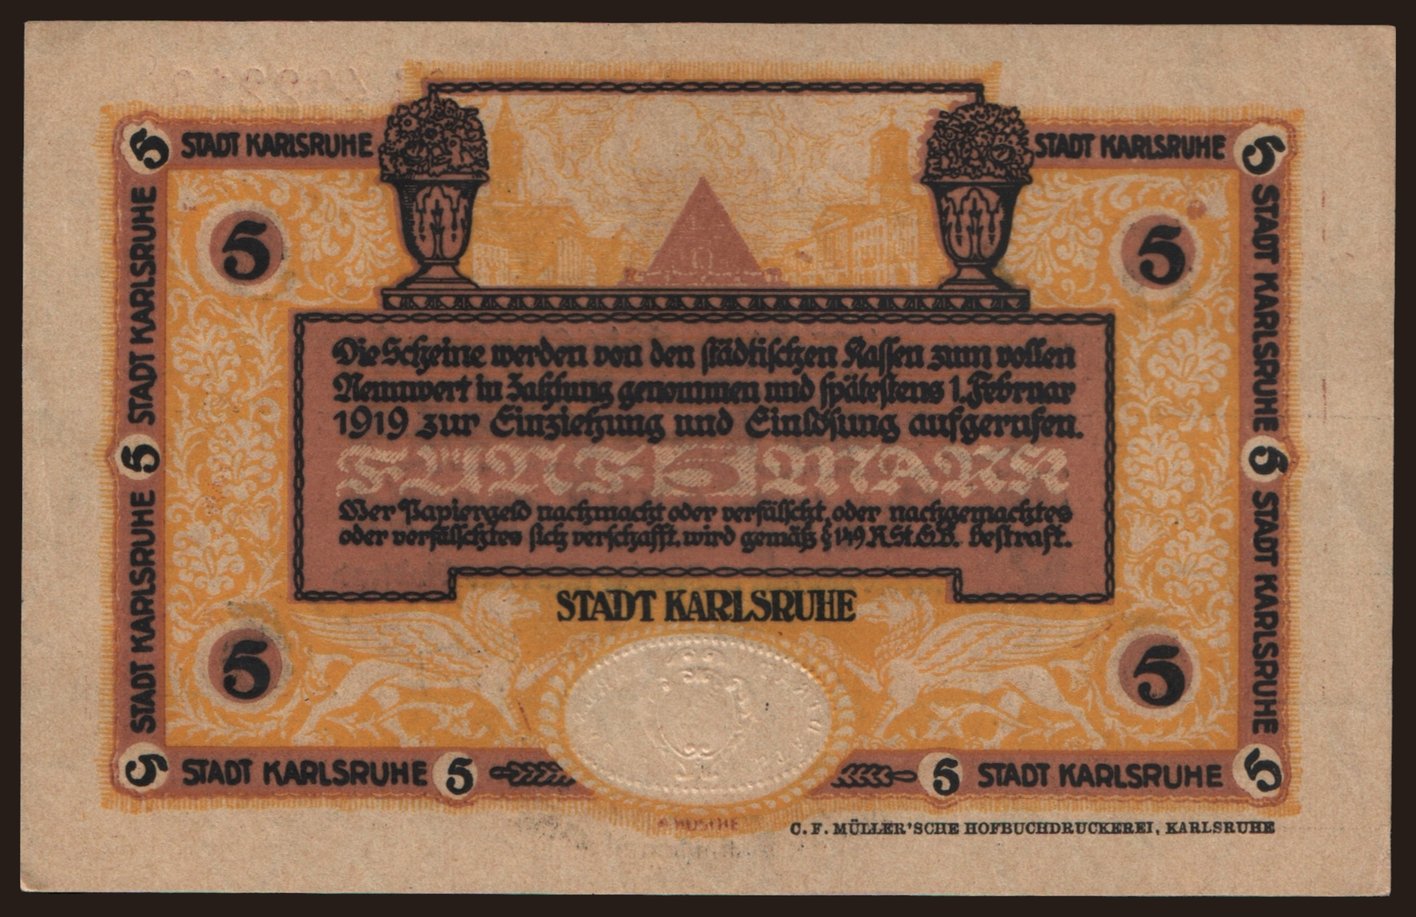 5 STADT KARLSRUHE STADT KARLSRUHE 5
5 5
STADT KARLSRUHE STADT KARLSRUHE
Die Scheine werden von den städtischen Kassen zum vollen
Nennwert in Zahlung genommen und spätestens 1. Februar
1919 zur Einziehung und Einlösung aufgerufen.
5 FÜNF 5 MARK 5
Wer Papiergeld nachmacht oder verfälscht, oder nachgemachtes
oder verfälschtes sich verschafft, wird gemäß § 149 R.St.G.B. bestraft.
STADT KARLSRUHE STADT KARLSRUHE
STADT KARLSRUHE
5 5
5 STADT KARLSRUHE 5 5 STADT KARLSRUHE 5
C. F. MÜLLER'SCHE HOFBUCHDRUCKEREI, KARLSRUHE